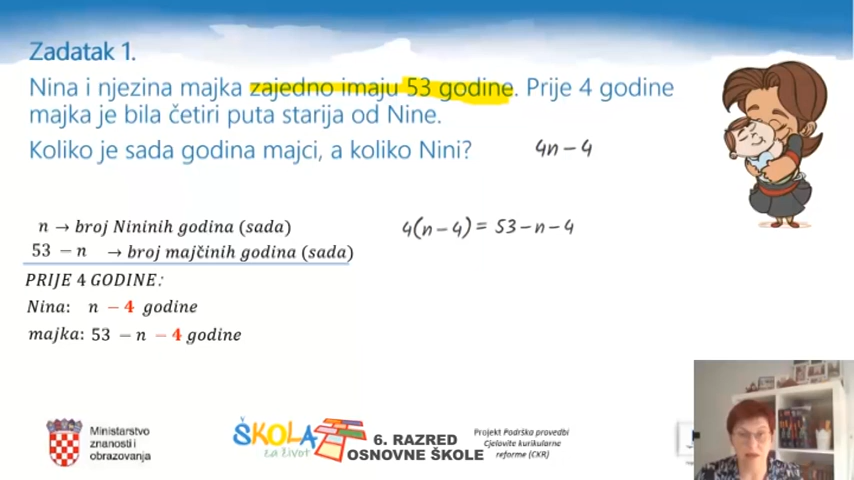 Zadatak 1.
Nina i njezina majka zajedno imaju 53 godine. Prije 4 godine
majka je bila četiri puta starija od Nine.
Koliko je sada godina majci, a koliko Nini?
4n – 4
n → broj Nininih godina (sada)
53 – n → broj majčinih godina (sada)
4(n – 4) = 53 – n – 4
PRIJE 4 GODINE:
Nina: n – 4 godine
majka: 53 – n – 4 godine
Ministarstvo
znanosti i
obrazovanja
ŠKOLA
za život
6. RAZRED
OSNOVNE ŠKOLE
Projekt Podrška provedbi
Cjelovite kurikularne
reforme (CKR)